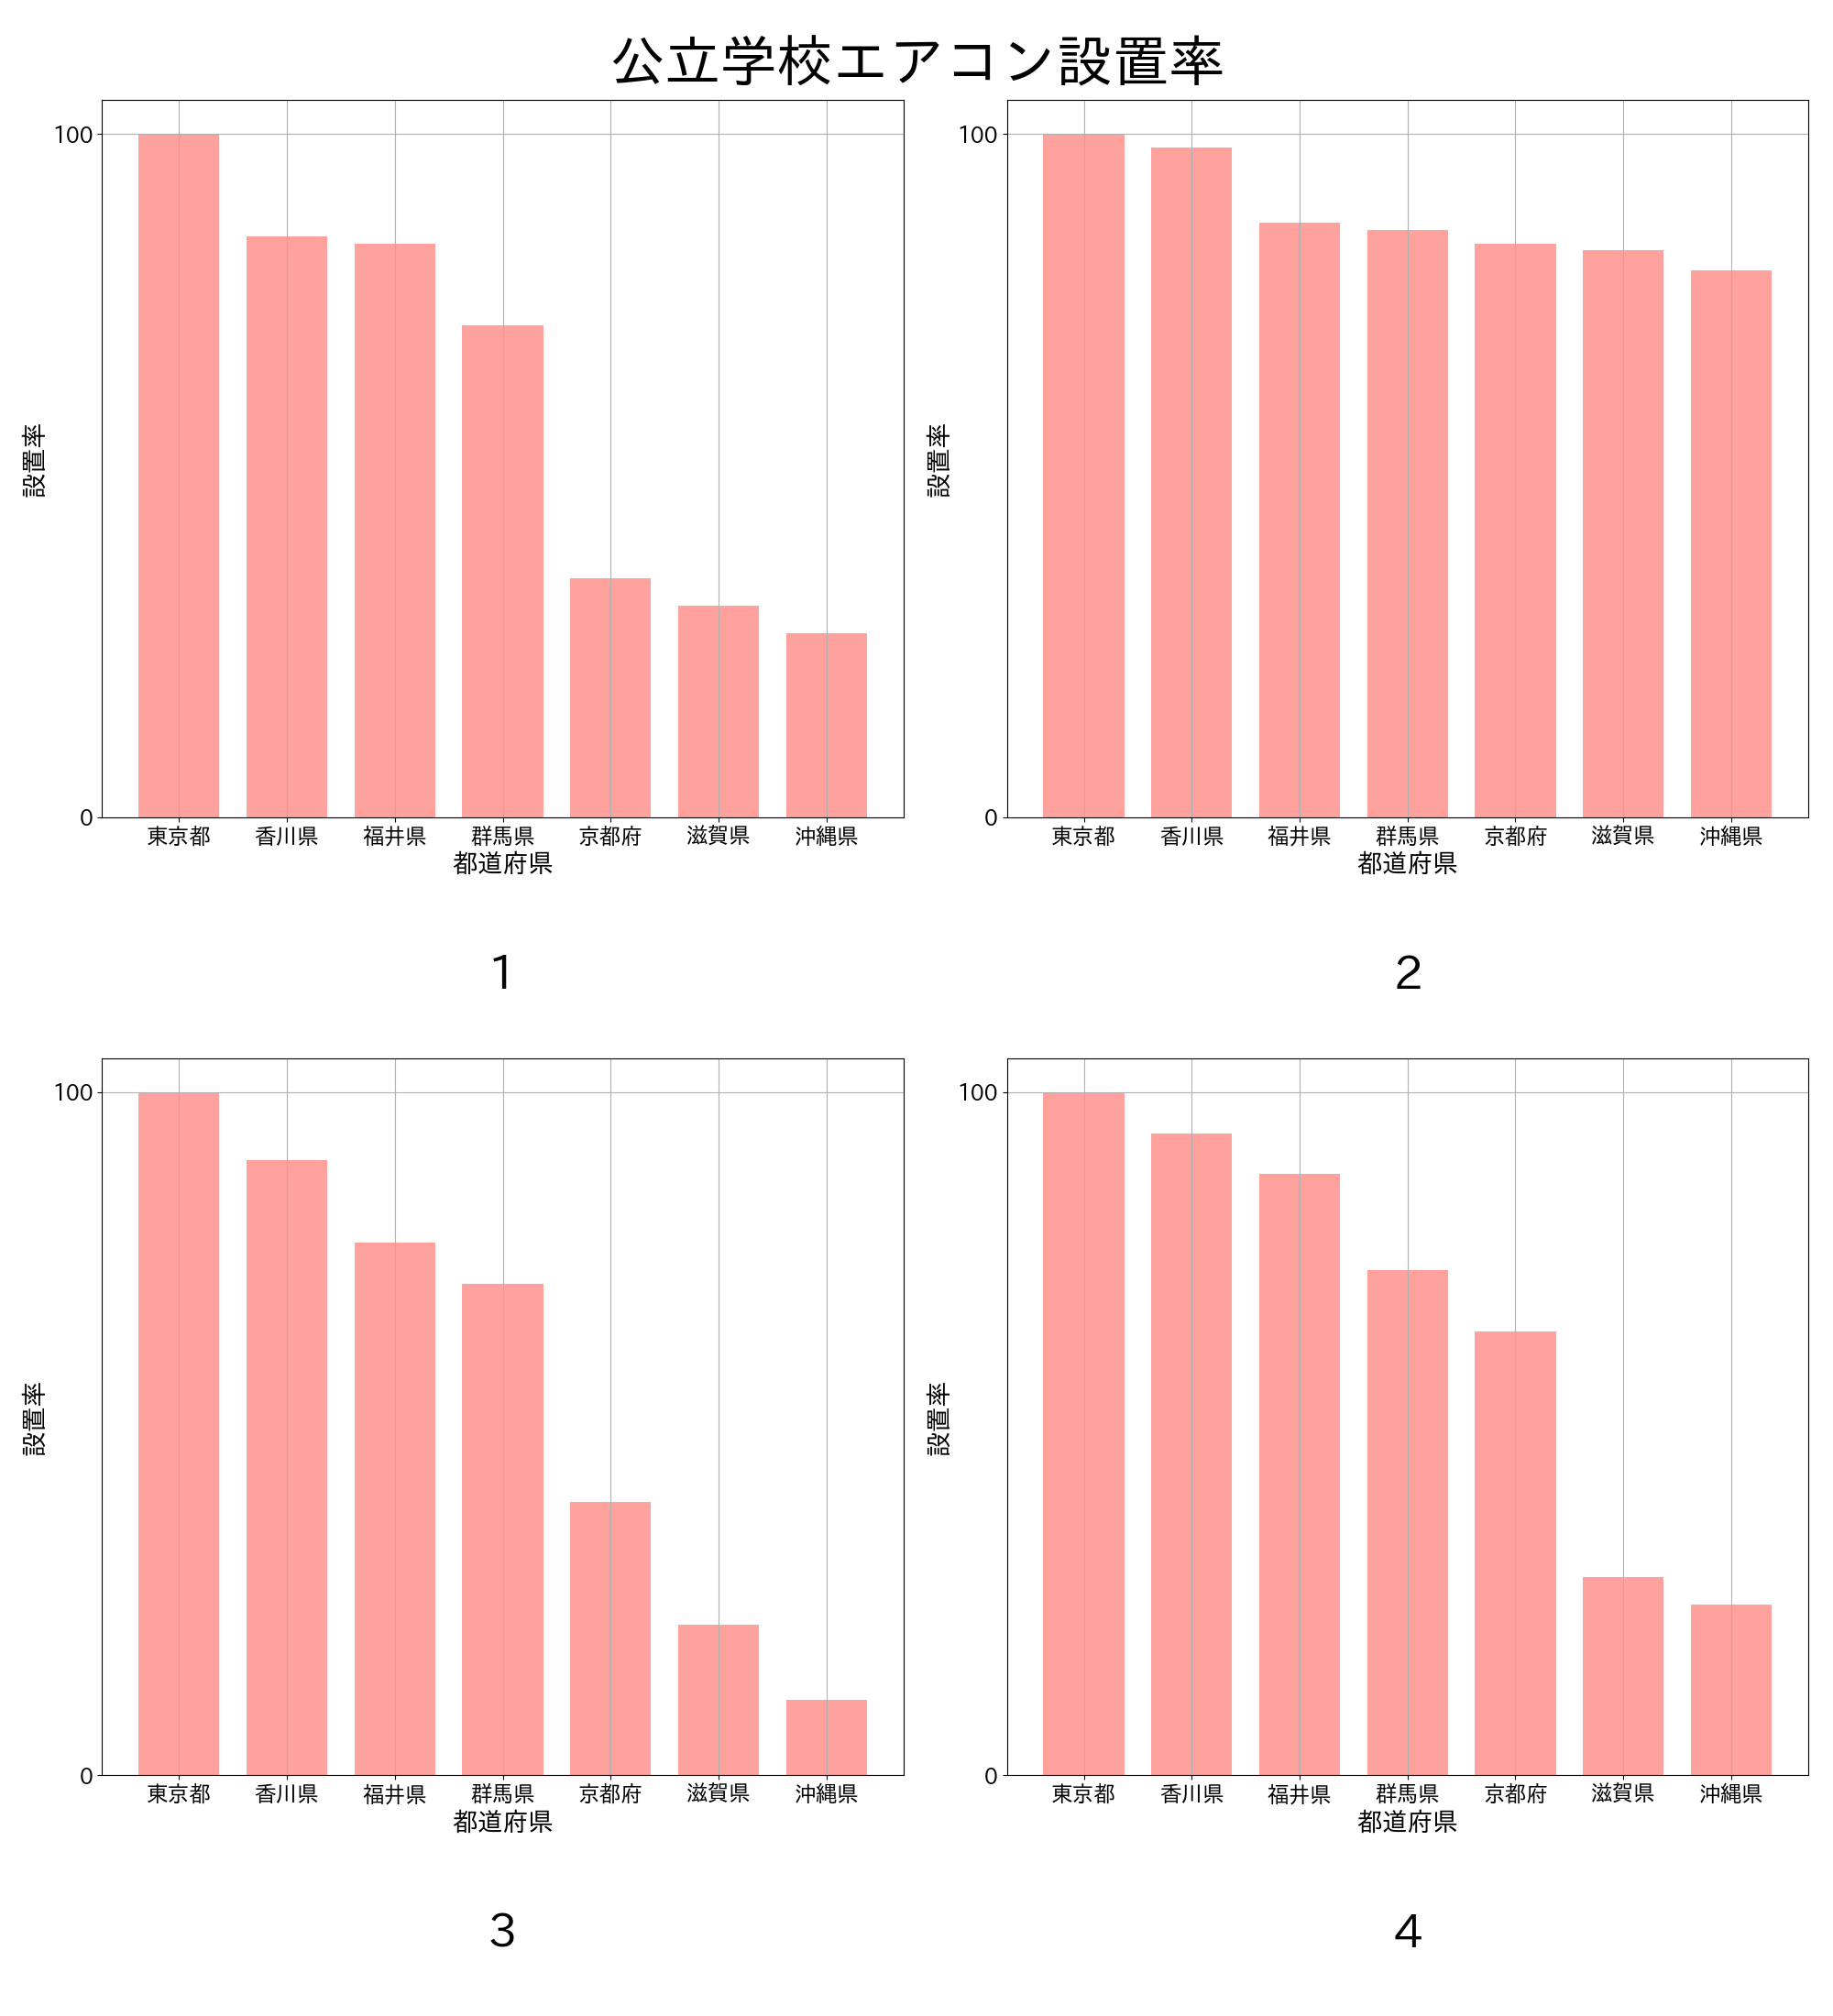 公立学校エアコン設置率
100
0
設置率
東京都 香川県 福井県 群馬県 京都府 滋賀県 沖縄県
都道府県
1
100
0
設置率
東京都 香川県 福井県 群馬県 京都府 滋賀県 沖縄県
都道府県
2
100
0
設置率
東京都 香川県 福井県 群馬県 京都府 滋賀県 沖縄県
都道府県
3
100
0
設置率
東京都 香川県 福井県 群馬県 京都府 滋賀県 沖縄県
都道府県
4